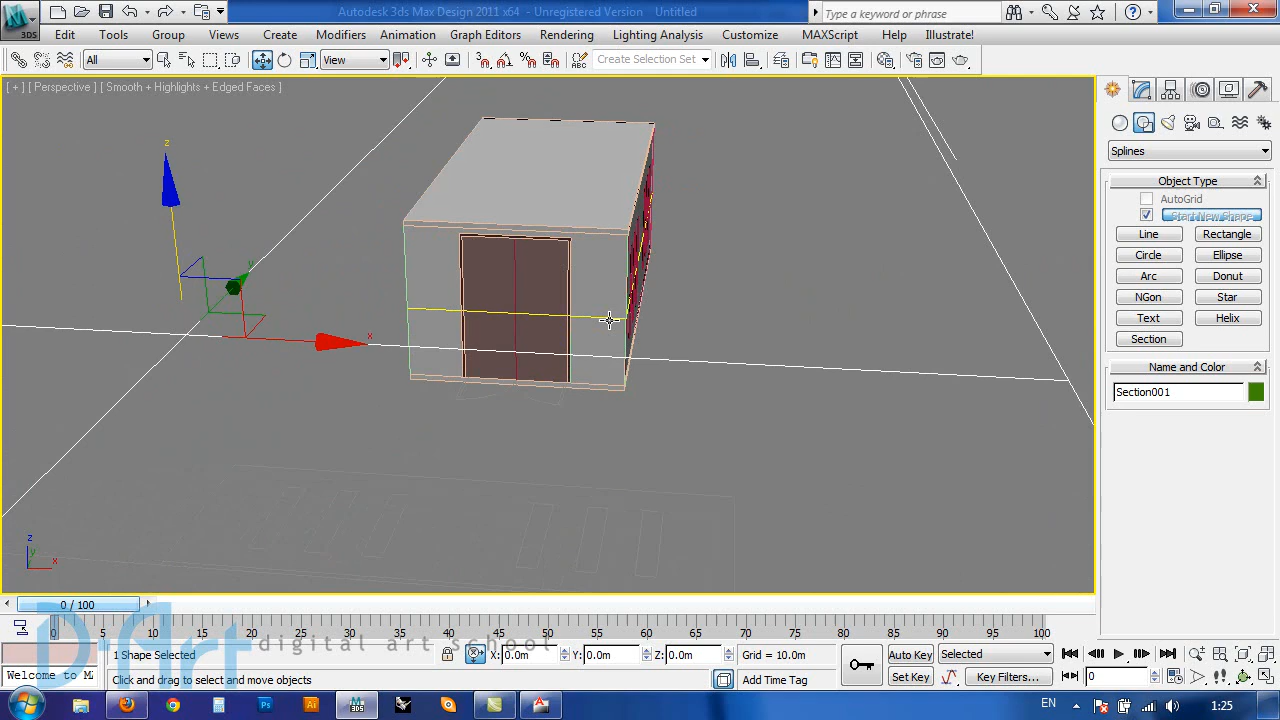 Autodesk 3ds Max Design 2011 x64 - Unregistered Version Untitled
Type a keyword or phrase
3DS
Edit Tools Group Views Create Modifiers Animation Graph Editors Rendering Lighting Analysis Customize MAXScript Help Illustrate!
All View Create Selection Set
[ + ] [ Perspective ] [ Smooth + Highlights + Edged Faces ]
z
y
x
z
y
x
Splines
Object Type
AutoGrid
Start New Shape
Line Rectangle
Circle Ellipse
Arc Donut
NGon Star
Text Helix
Section
Name and Color
Section001
0 / 100
0 5 10 15 20 25 30 35 40 45 50 55 60 65 70 75 80 85 90 95 100
D-Art digital art school
1 Shape Selected X: 0.0m Y: 0.0m Z: 0.0m Grid = 10.0m Auto Key Selected
Welcome to M Click and drag to select and move objects Add Time Tag Set Key Key Filters... 0
EN 1:25